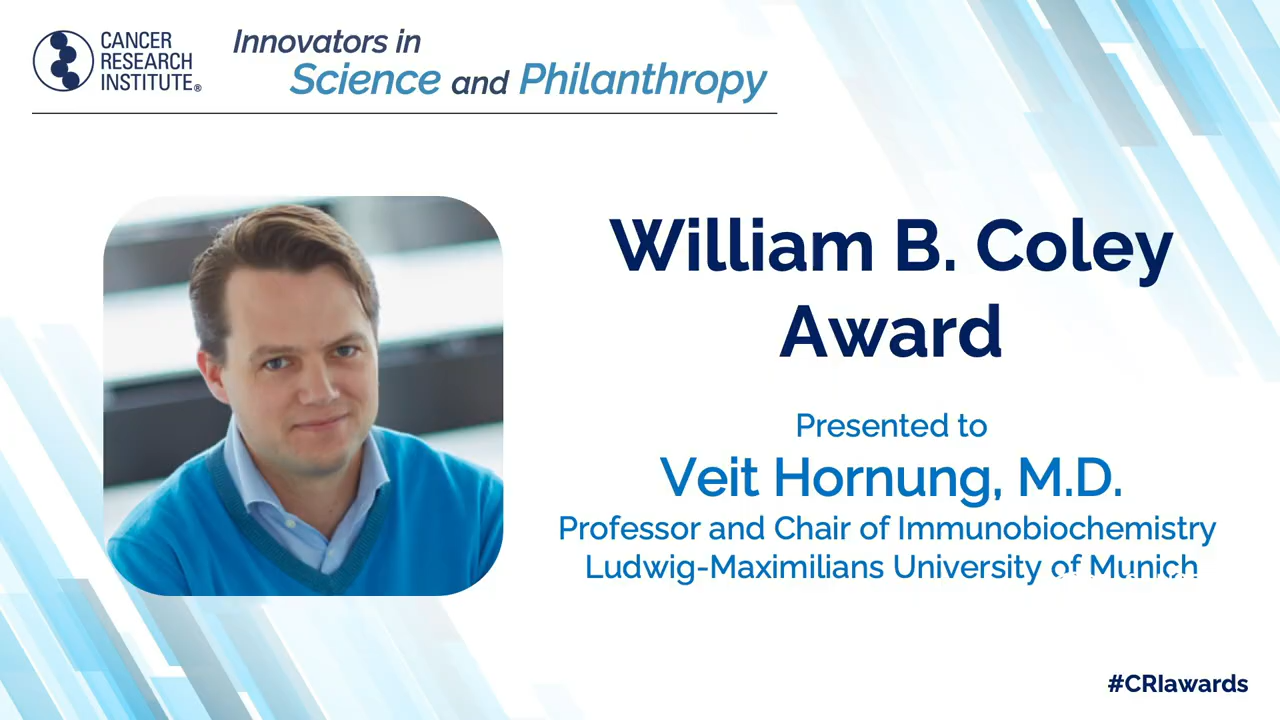 CANCER
RESEARCH
INSTITUTE®
Innovators in
Science and Philanthropy
William B. Coley
Award
Presented to
Veit Hornung, M.D.
Professor and Chair of Immunobiochemistry
Ludwig-Maximilians University of Munich
#CRIawards